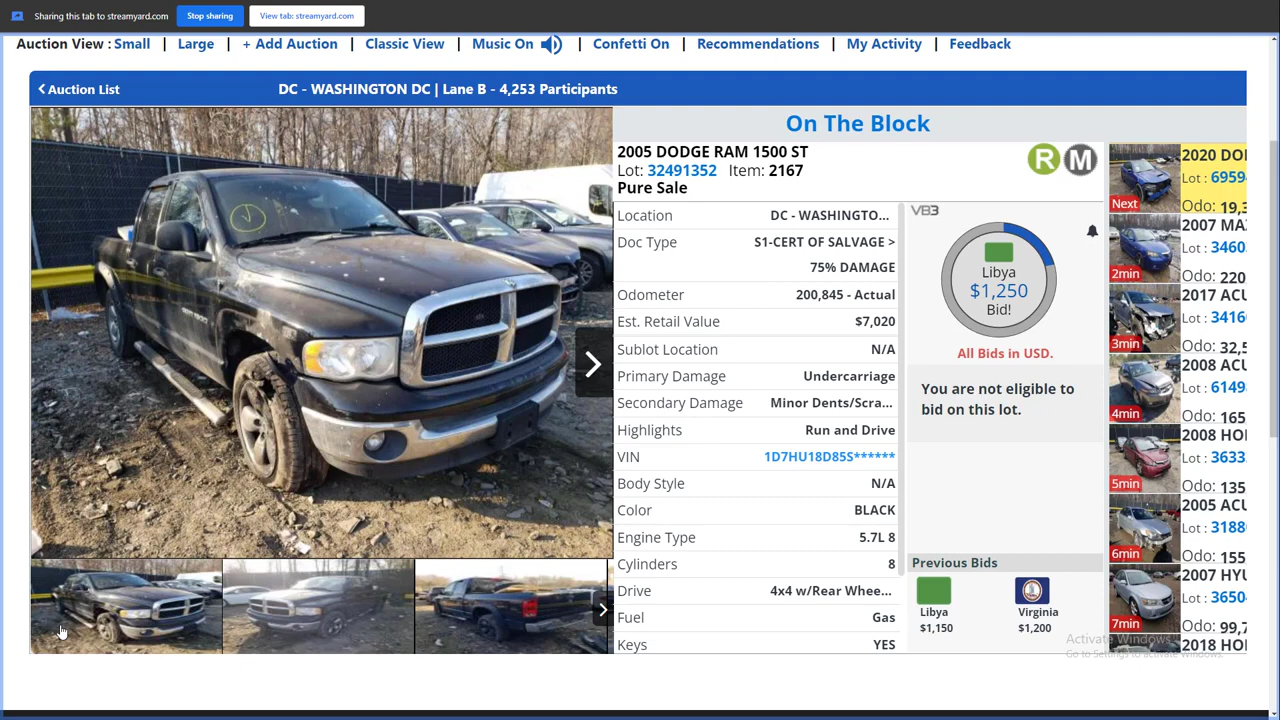 Sharing this tab to streamyard.com Stop sharing View tab: streamyard.com
Auction View : Small | Large | + Add Auction | Classic View | Music On | Confetti On | Recommendations | My Activity | Feedback
Auction List DC - WASHINGTON DC | Lane B - 4,253 Participants
On The Block
2005 DODGE RAM 1500 ST
Lot: 32491352 Item: 2167
Pure Sale
R M
Location DC - WASHINGTO...
Doc Type S1-CERT OF SALVAGE >
75% DAMAGE
Odometer 200,845 - Actual
Est. Retail Value $7,020
Sublot Location N/A
Primary Damage Undercarriage
Secondary Damage Minor Dents/Scra...
Highlights Run and Drive
VIN 1D7HU18D85S******
Body Style N/A
Color BLACK
Engine Type 5.7L 8
Cylinders 8
Drive 4x4 w/Rear Whee...
Fuel Gas
Keys YES
VB3
Libya
$1,250
Bid!
All Bids in USD.
You are not eligible to
bid on this lot.
Previous Bids
Libya
$1,150
Virginia
$1,200
2020 DO
Lot : 6959
Next
Odo: 19,3
2007 MA
Lot : 3460
2min
Odo: 220
2017 ACU
Lot : 3416
3min
Odo: 32,5
2008 ACU
Lot : 6149
4min
Odo: 165
2008 HO
Lot : 3633
5min
Odo: 135
2005 ACU
Lot : 3188
6min
Odo: 155
2007 HYU
Lot : 3650
7min
Odo: 99,7
2018 HO
Activate Windows
Go to Settings to activate Windows.